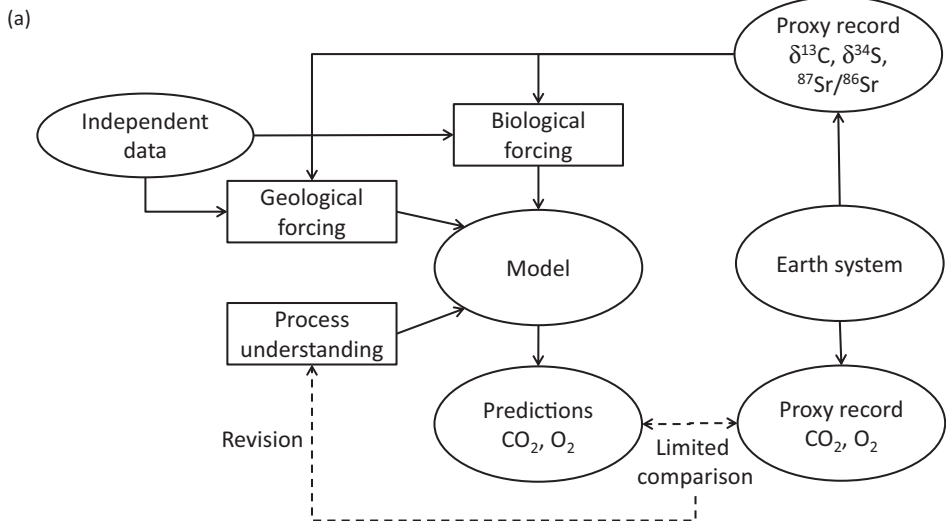 (a)
Proxy record
δ¹³C, δ³⁴S,
⁸⁷Sr/⁸⁶Sr
Independent
data
Biological
forcing
Geological
forcing
Model
Earth system
Process
understanding
Predictions
CO₂, O₂
Proxy record
CO₂, O₂
Revision
Limited
comparison